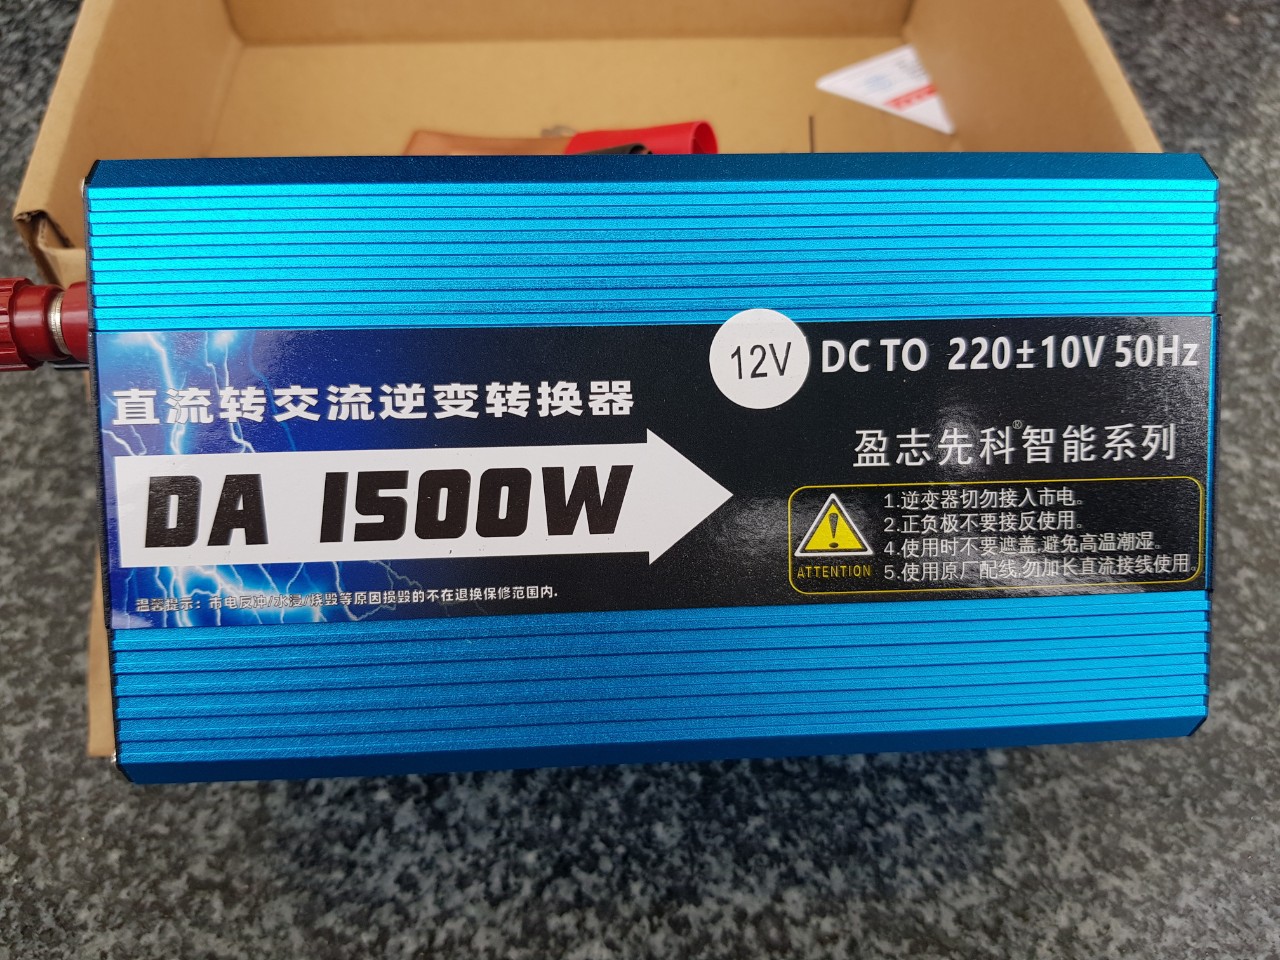 12V DC TO 220±10V 50Hz
直流转交流逆变转换器
DA 1500W
盈志先科®智能系列
ATTENTION
1.逆变器切勿接入市电。
2.正负极不要接反使用。
4.使用时不要遮盖,避免高温潮湿。
5.使用原厂配线,勿加长直流接线使用。
温馨提示：市电反冲/水浸/烧毁等原因损毁的不在退换保修范围内.